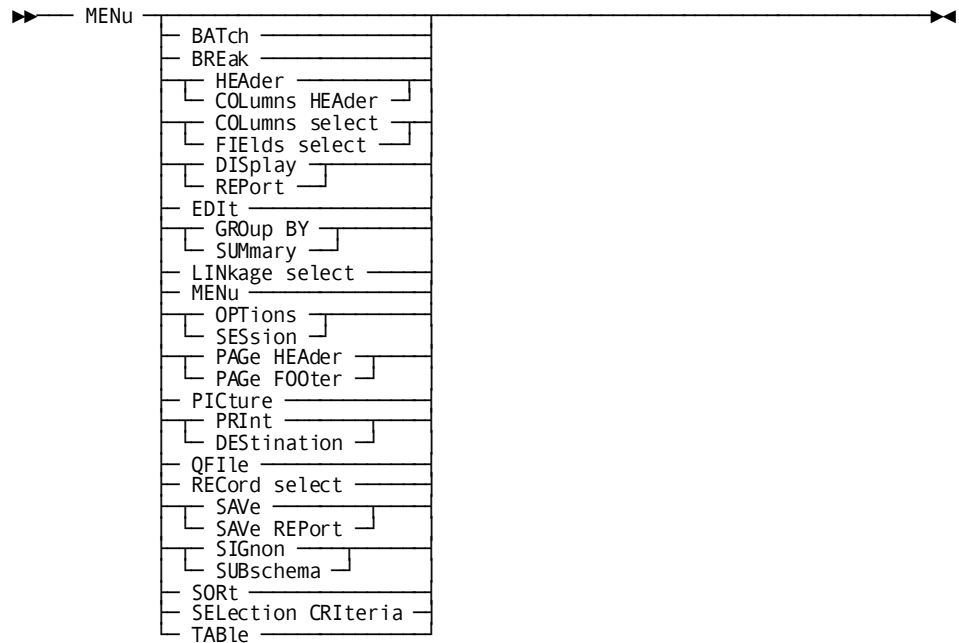 MENu
BATch
BREak
HEAder
COLumns HEAder
COLumns select
FIElds select
DISplay
REPort
EDIt
GROup BY
SUMmary
LINkage select
MENu
OPTions
SESsion
PAGe HEAder
PAGe FOOter
PICture
PRInt
DEStination
QFIle
RECord select
SAVe
SAVe REPort
SIGnon
SUBschema
SORt
SELection CRIteria
TABle